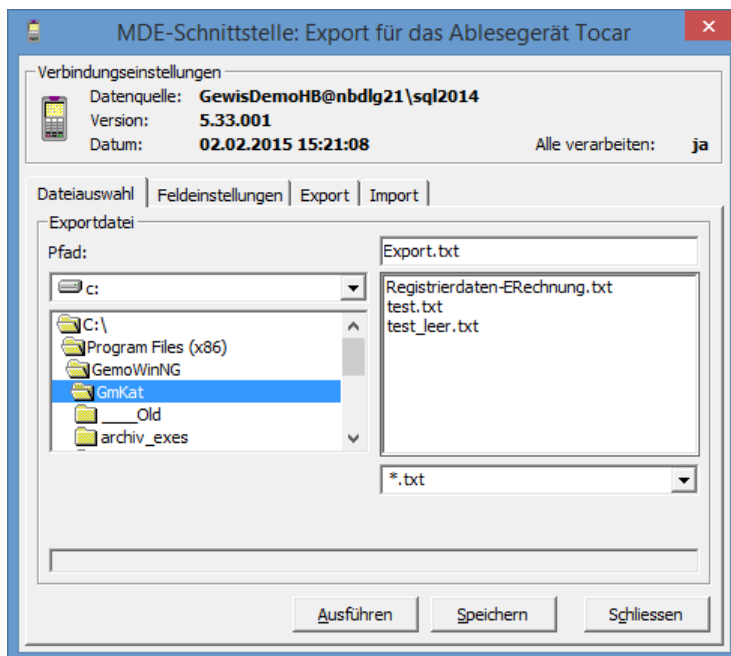 MDE-Schnittstelle: Export für das Ablesegerät Tocar
Verbindungseinstellungen
Datenquelle: GewisDemoHB@nbdlg21\sql2014
Version: 5.33.001
Datum: 02.02.2015 15:21:08 Alle verarbeiten: ja
Dateiauswahl Feldeinstellungen Export Import
Exportdatei
Pfad:
Export.txt
c:
C:\
Program Files (x86)
GemoWinNG
GmKat
____Old
archiv_exes
Registrierdaten-ERechnung.txt
test.txt
test_leer.txt
*.txt
Ausführen Speichern Schliessen